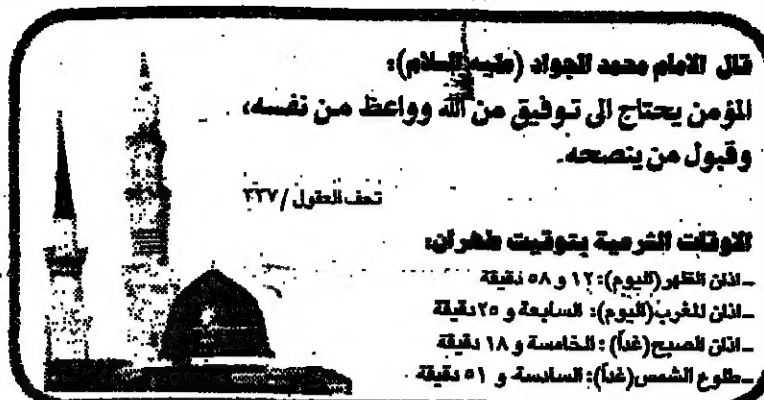 قال الامام محمد الجواد (عليه السلام):
المؤمن يحتاج الى توفيق من الله وواعظ من نفسه،
وقبول من ينصحه.
تحف العقول / ٣٣٧
الاوقات الشرعية بتوقيت طهران:
ـ اذان الظهر (اليوم): ١٢ و ٥٨ دقيقة
ـ اذان المغرب (اليوم): السابعة و ٢٥ دقيقة
ـ اذان الصبح (غداً): الخامسة و ١٨ دقيقة
ـ طلوع الشمس (غداً): السادسة و ٥١ دقيقة